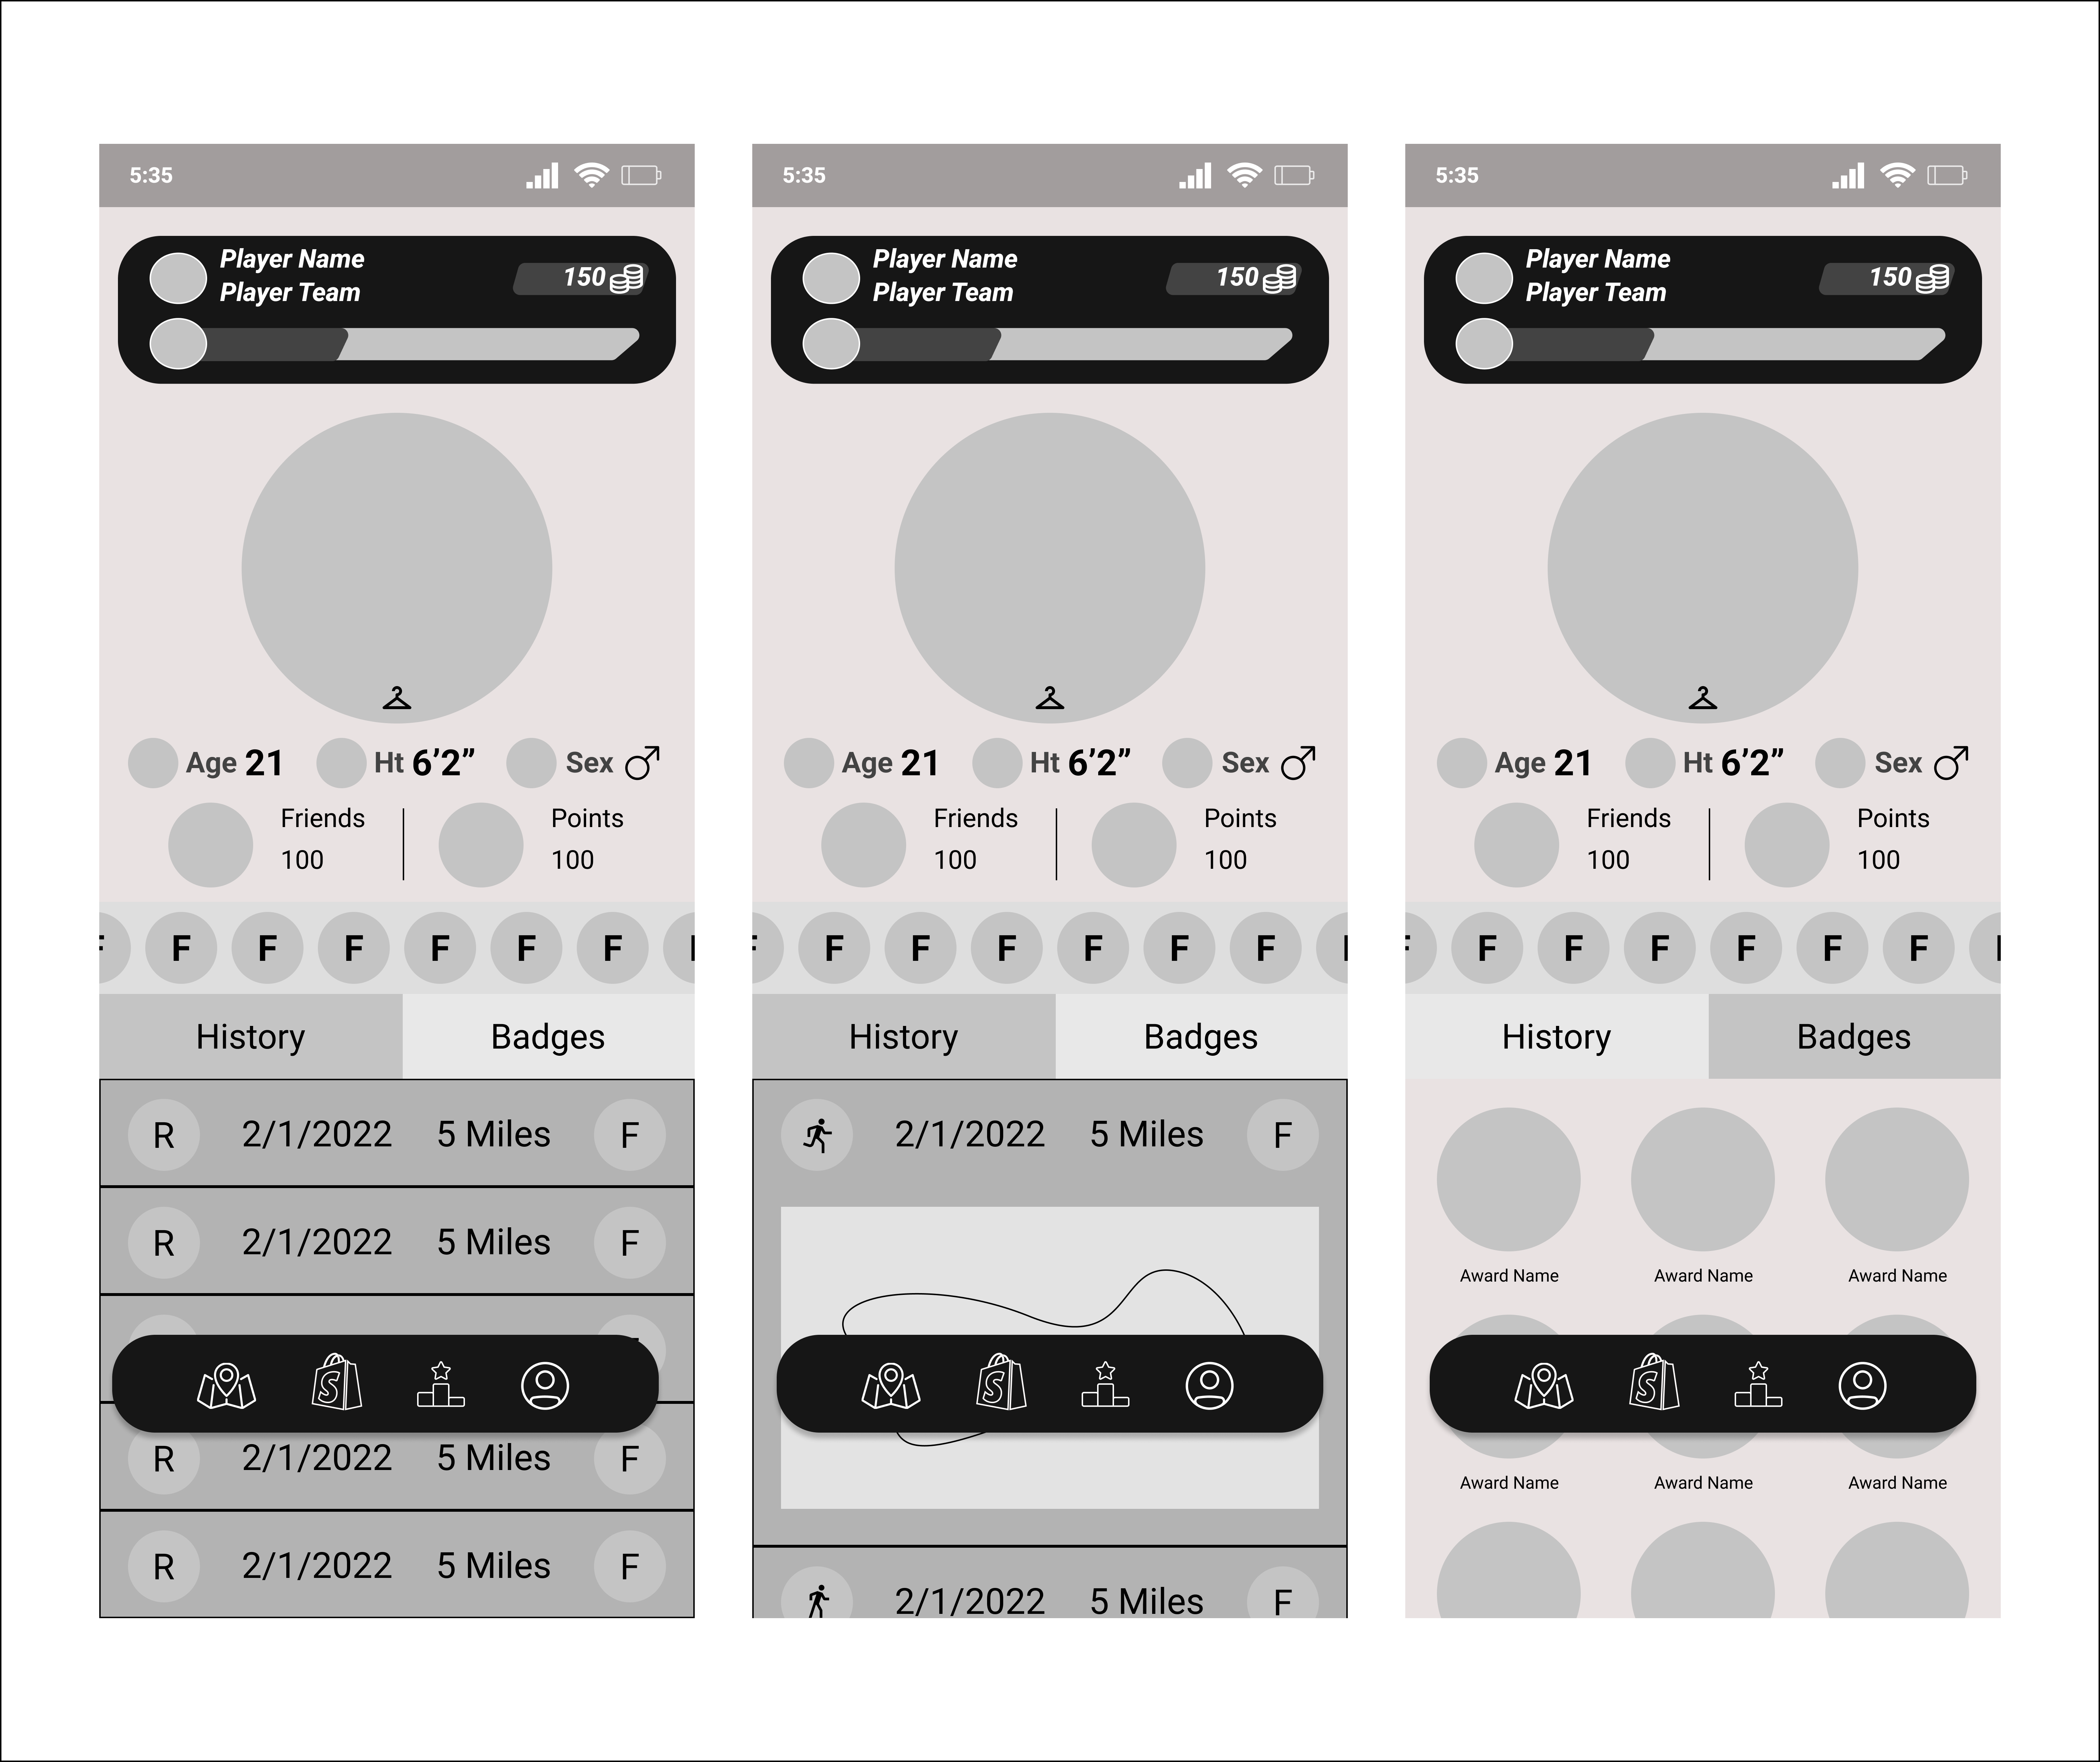 5:35
Player Name
150
Player Team
Age 21 Ht 6’2” Sex
Friends Points
100 100
F F F F F F F
History Badges
R 2/1/2022 5 Miles F
R 2/1/2022 5 Miles F
S
R 2/1/2022 5 Miles F
R 2/1/2022 5 Miles F
5:35
Player Name
150
Player Team
Age 21 Ht 6’2” Sex
Friends Points
100 100
F F F F F F F
History Badges
2/1/2022 5 Miles F
S
2/1/2022 5 Miles F
5:35
Player Name
150
Player Team
Age 21 Ht 6’2” Sex
Friends Points
100 100
F F F F F F F
History Badges
Award Name Award Name Award Name
S
Award Name Award Name Award Name